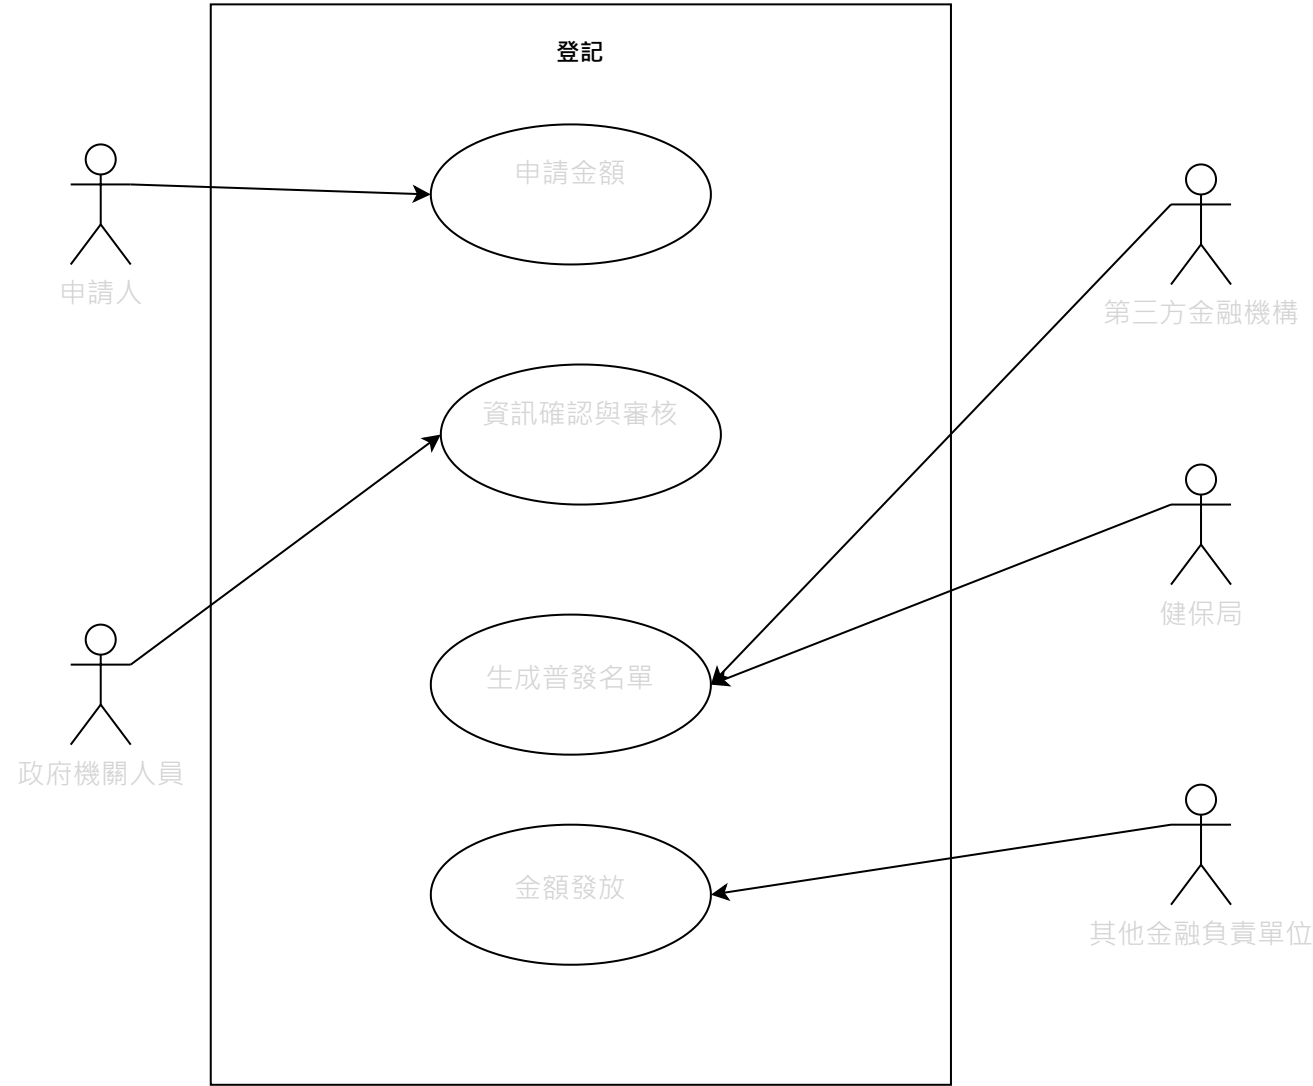 登記
申請金額
申請人
第三方金融機構
資訊確認與審核
健保局
生成普發名單
政府機關人員
金額發放
其他金融負責單位